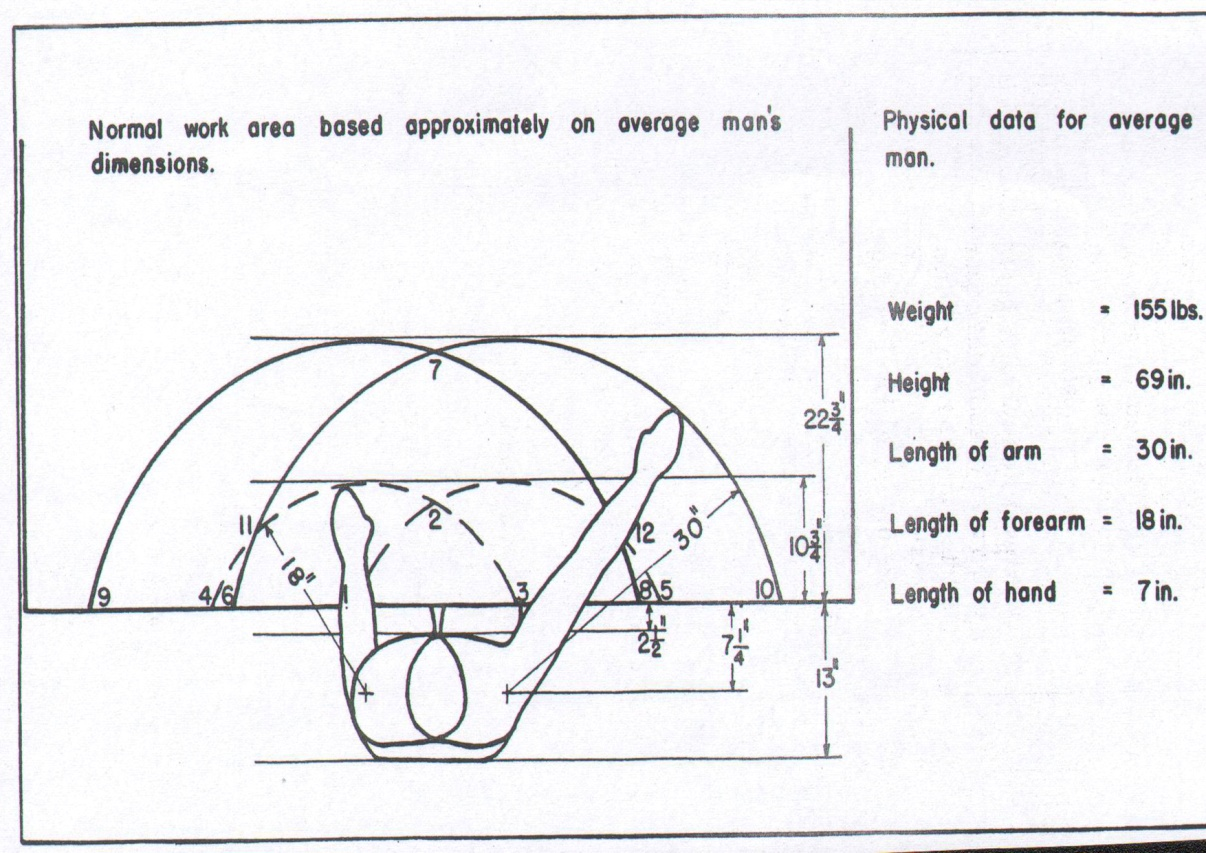 Normal work area based approximately on average man's
dimensions.
Physical data for average
man.
Weight = 155 lbs.
Height = 69 in.
Length of arm = 30 in.
Length of forearm = 18 in.
Length of hand = 7 in.
7
22 3/4"
11
2
12
30"
10 3/4"
18"
9
4/6
1
3
8
5
10
2 1/2"
7 1/4"
13"